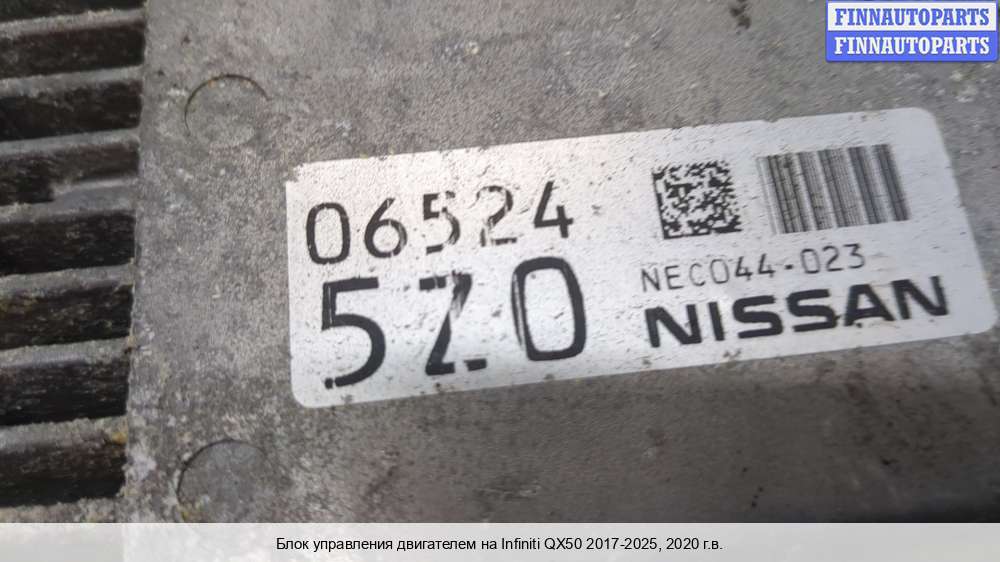 FINNAUTOPARTS
FINNAUTOPARTS
06524
5Z0
NEC044-023
NISSAN
Блок управления двигателем на Infiniti QX50 2017-2025, 2020 г.в.